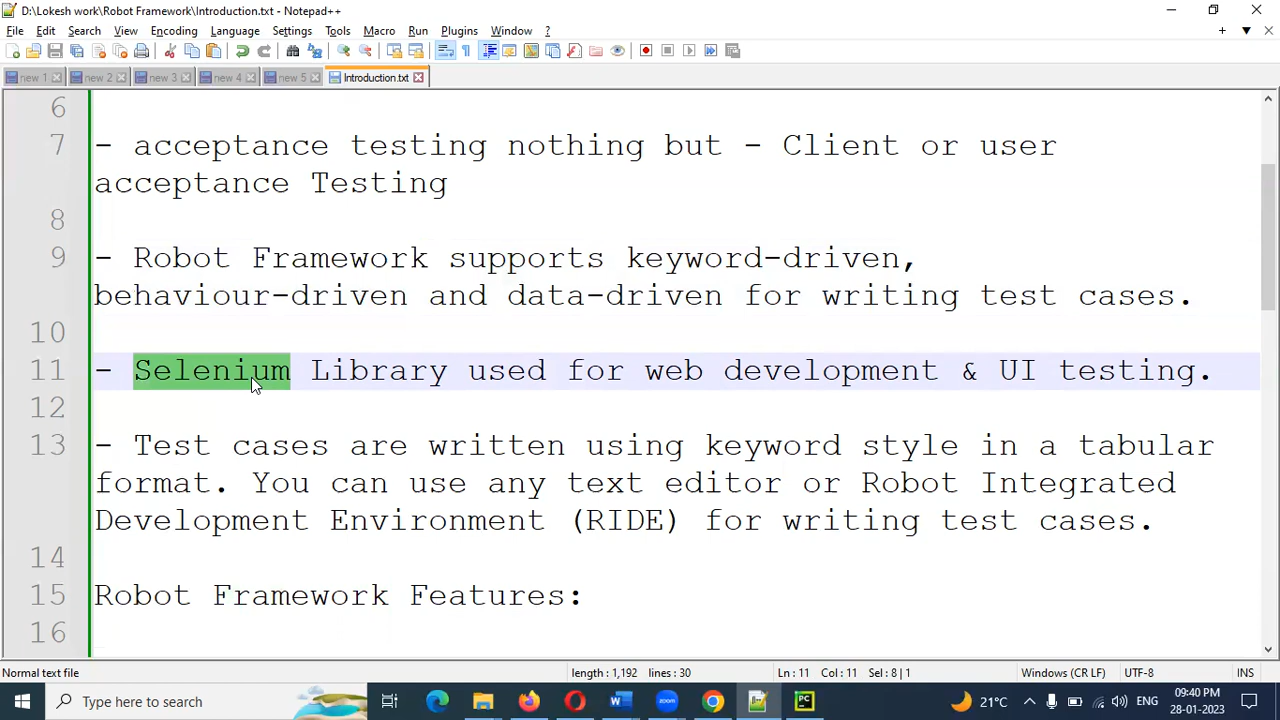 D:\Lokesh work\Robot Framework\Introduction.txt - Notepad++
File Edit Search View Encoding Language Settings Tools Macro Run Plugins Window ?
new 1 new 2 new 3 new 4 new 5 Introduction.txt
6
7 - acceptance testing nothing but - Client or user
acceptance Testing
8
9 - Robot Framework supports keyword-driven,
behaviour-driven and data-driven for writing test cases.
10
11 - Selenium Library used for web development & UI testing.
12
13 - Test cases are written using keyword style in a tabular
format. You can use any text editor or Robot Integrated
Development Environment (RIDE) for writing test cases.
14
15 Robot Framework Features:
16
Normal text file length : 1,192 lines : 30 Ln : 11 Col : 11 Sel : 8 | 1 Windows (CR LF) UTF-8 INS
Type here to search 21°C ENG 09:40 PM
28-01-2023